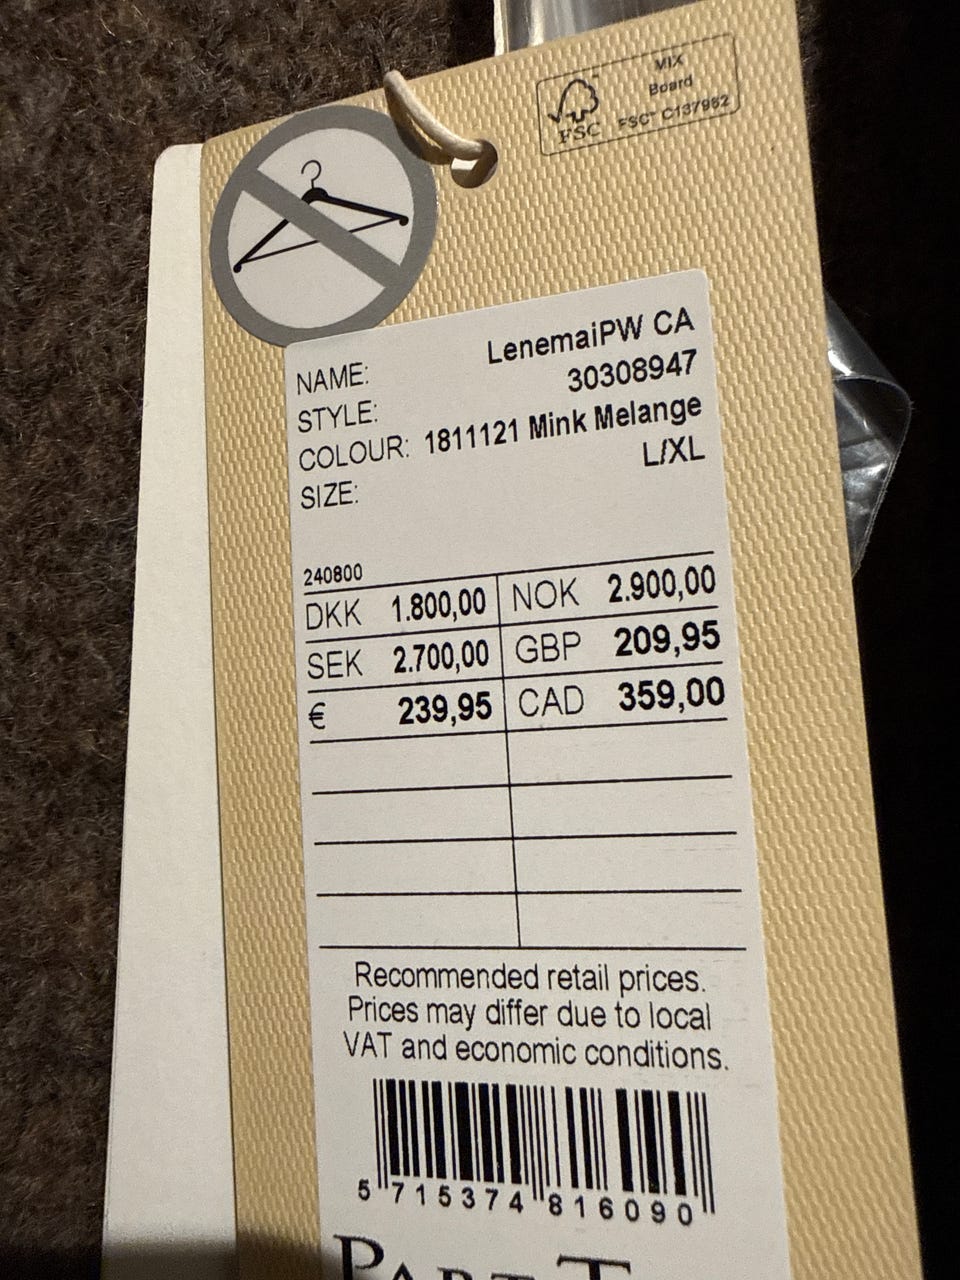 MIX
Board
FSC™ C137962
FSC
NAME: LenemaiPW CA
STYLE: 30308947
COLOUR: 1811121 Mink Melange
SIZE: L/XL
240800
DKK 1.800,00 NOK 2.900,00
SEK 2.700,00 GBP 209,95
€ 239,95 CAD 359,00
Recommended retail prices.
Prices may differ due to local
VAT and economic conditions.
5 715374 816090
PART T